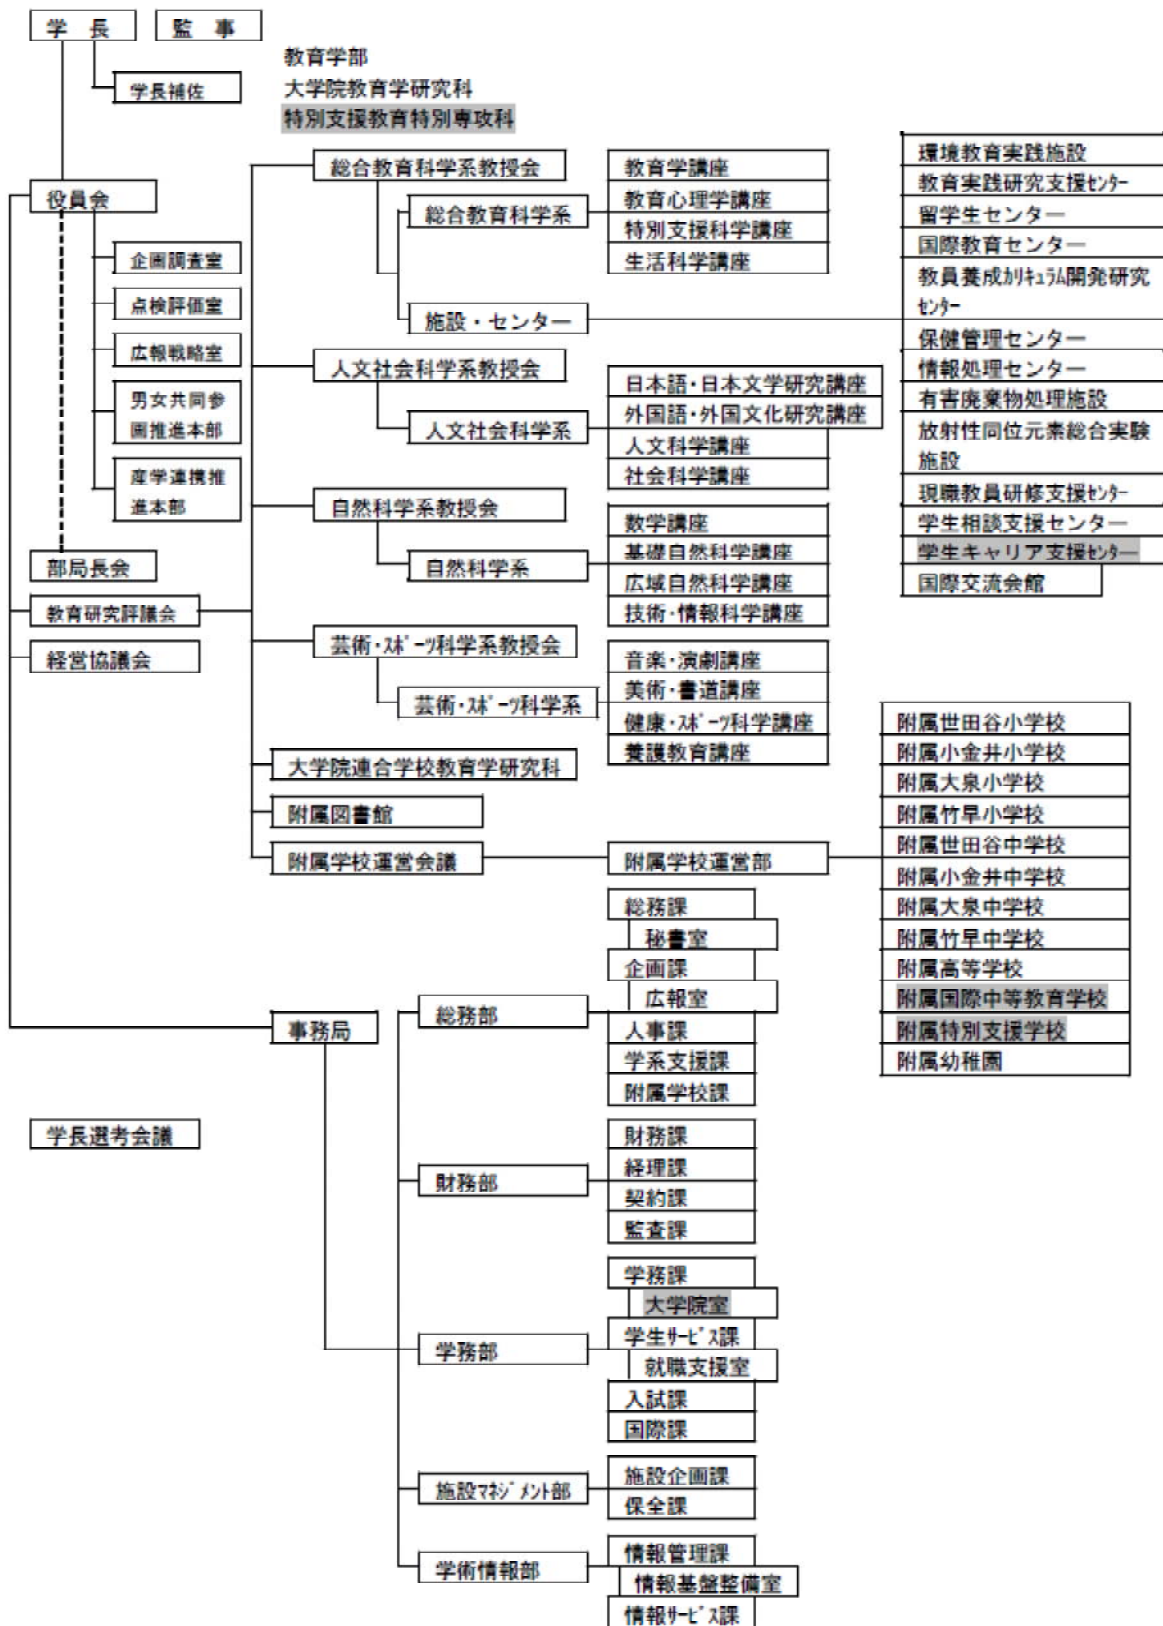 学 長
監 事
学長補佐
教育学部
大学院教育学研究科
特別支援教育特別専攻科
役員会
企画調査室
点検評価室
広報戦略室
男女共同参
画推進本部
産学連携推
進本部
部局長会
教育研究評議会
経営協議会
総合教育科学系教授会
総合教育科学系
教育学講座
教育心理学講座
特別支援科学講座
生活科学講座
施設・センター
環境教育実践施設
教育実践研究支援ｾﾝﾀｰ
留学生センター
国際教育センター
教員養成ｶﾘｷｭﾗﾑ開発研究
ｾﾝﾀｰ
保健管理センター
情報処理センター
有害廃棄物処理施設
放射性同位元素総合実験
施設
現職教員研修支援ｾﾝﾀｰ
学生相談支援センター
学生キャリア支援ｾﾝﾀｰ
国際交流会館
人文社会科学系教授会
人文社会科学系
日本語・日本文学研究講座
外国語・外国文化研究講座
人文科学講座
社会科学講座
自然科学系教授会
自然科学系
数学講座
基礎自然科学講座
広域自然科学講座
技術・情報科学講座
芸術・ｽﾎﾟｰﾂ科学系教授会
芸術・ｽﾎﾟｰﾂ科学系
音楽・演劇講座
美術・書道講座
健康・ｽﾎﾟｰﾂ科学講座
養護教育講座
大学院連合学校教育学研究科
附属図書館
附属学校運営会議
附属学校運営部
附属世田谷小学校
附属小金井小学校
附属大泉小学校
附属竹早小学校
附属世田谷中学校
附属小金井中学校
附属大泉中学校
附属竹早中学校
附属高等学校
附属国際中等教育学校
附属特別支援学校
附属幼稚園
事務局
総務部
総務課
秘書室
企画課
広報室
人事課
学系支援課
附属学校課
学長選考会議
財務部
財務課
経理課
契約課
監査課
学務部
学務課
大学院室
学生ｻｰﾋﾞｽ課
就職支援室
入試課
国際課
施設ﾏﾈｼﾞﾒﾝﾄ部
施設企画課
保全課
学術情報部
情報管理課
情報基盤整備室
情報ｻｰﾋﾞｽ課